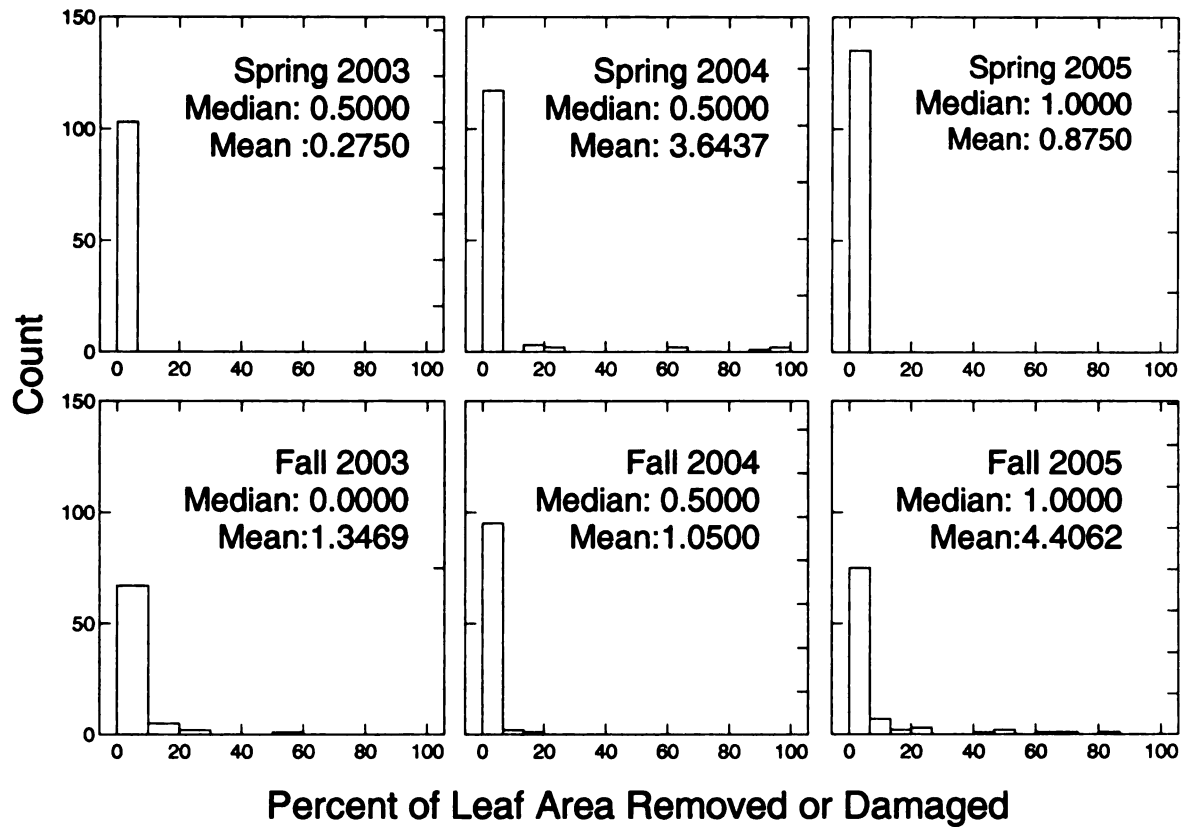 150
100
50
0
Spring 2003
Median: 0.5000
Mean :0.2750
0 20 40 60 80 100
Spring 2004
Median: 0.5000
Mean: 3.6437
0 20 40 60 80 100
Spring 2005
Median: 1.0000
Mean: 0.8750
0 20 40 60 80 100
Count
150
100
50
0
Fall 2003
Median: 0.0000
Mean:1.3469
0 20 40 60 80 100
Fall 2004
Median: 0.5000
Mean:1.0500
0 20 40 60 80 100
Fall 2005
Median: 1.0000
Mean:4.4062
0 20 40 60 80 100
Percent of Leaf Area Removed or Damaged